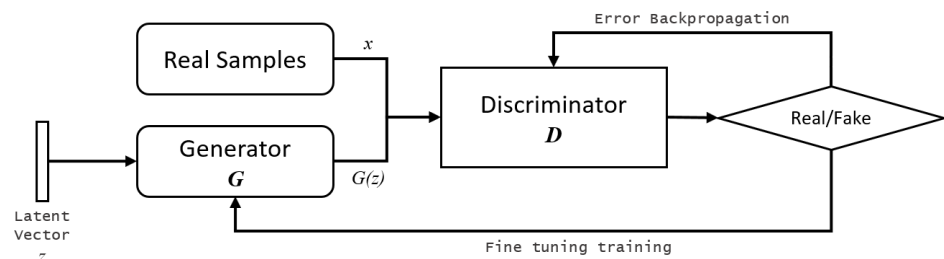 Error Backpropagation
Real Samples
x
Discriminator
D
Real/Fake
Generator
G
G(z)
Latent
Vector
z
Fine tuning training